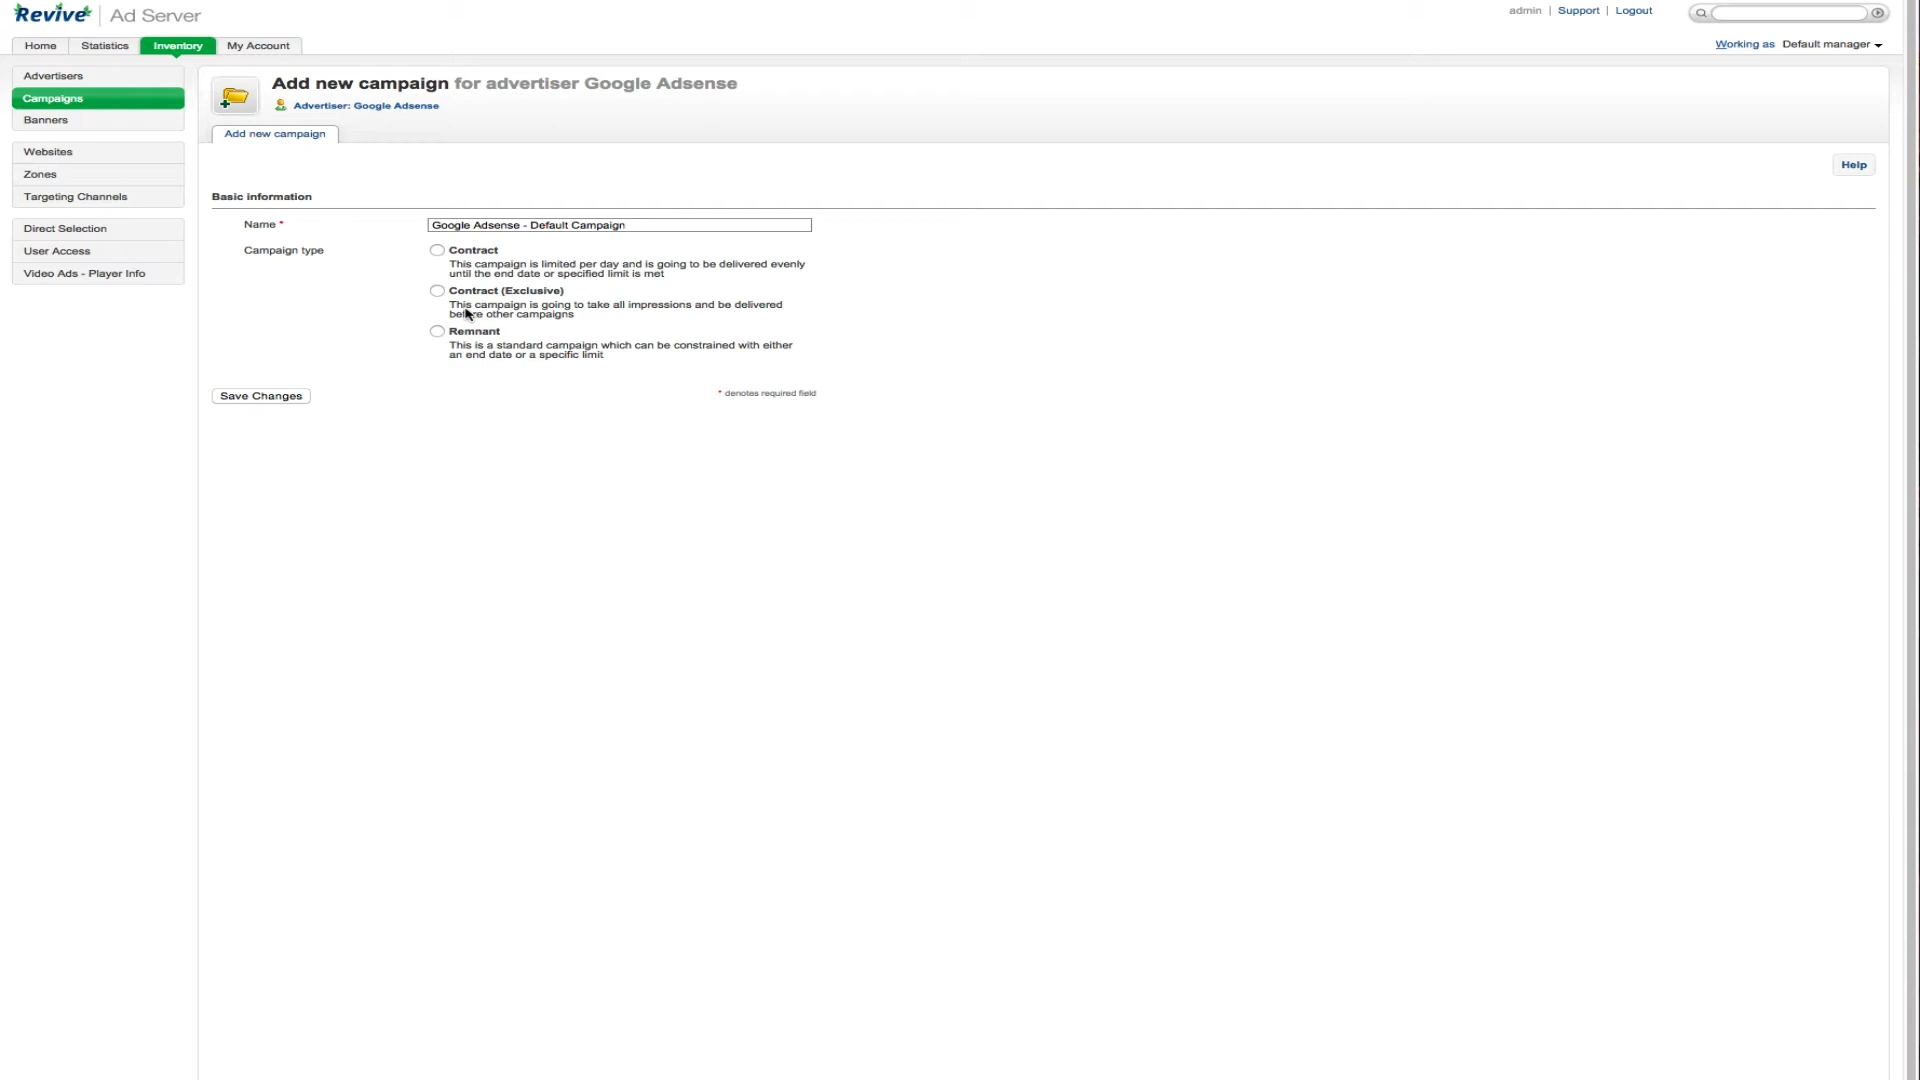 Revive Ad Server
admin | Support | Logout
Home Statistics Inventory My Account
Working as Default manager
Advertisers
Campaigns
Banners
Websites
Zones
Targeting Channels
Direct Selection
User Access
Video Ads - Player Info
Add new campaign for advertiser Google Adsense
Advertiser: Google Adsense
Add new campaign
Help
Basic information
Name * Google Adsense - Default Campaign
Campaign type
Contract
This campaign is limited per day and is going to be delivered evenly
until the end date or specified limit is met
Contract (Exclusive)
This campaign is going to take all impressions and be delivered
before other campaigns
Remnant
This is a standard campaign which can be constrained with either
an end date or a specific limit
Save Changes
* denotes required field